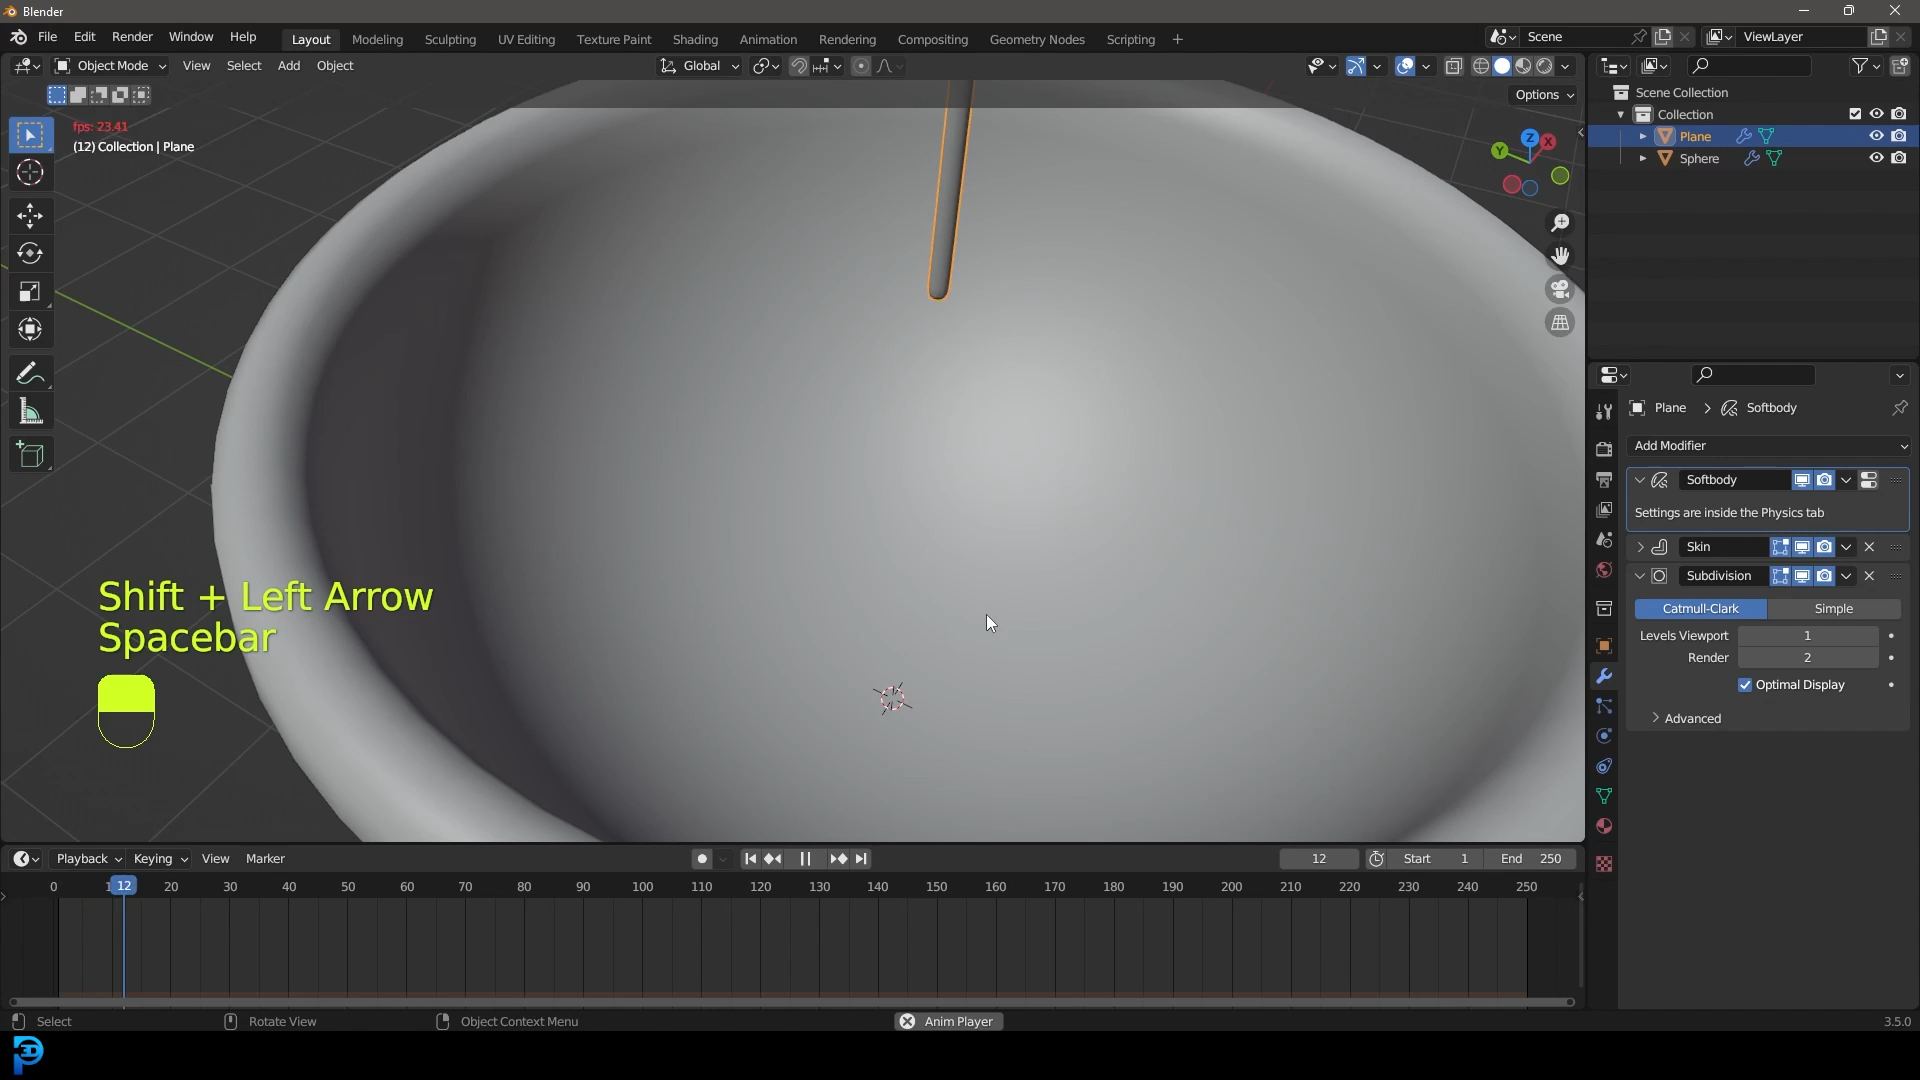 Blender
File Edit Render Window Help Layout Modeling Sculpting UV Editing Texture Paint Shading Animation Rendering Compositing Geometry Nodes Scripting + Scene ViewLayer
Object Mode View Select Add Object Global
Options
fps: 23.41
(12) Collection | Plane
Z X Y
Scene Collection
Collection
Plane
Sphere
Plane > Softbody
Add Modifier
Softbody
Settings are inside the Physics tab
Skin
Subdivision
Catmull-Clark Simple
Levels Viewport 1
Render 2
Optimal Display
Advanced
Shift + Left Arrow
Spacebar
Playback Keying View Marker 12 Start 1 End 250
0 12 20 30 40 50 60 70 80 90 100 110 120 130 140 150 160 170 180 190 200 210 220 230 240 250
Select Rotate View Object Context Menu Anim Player 3.5.0